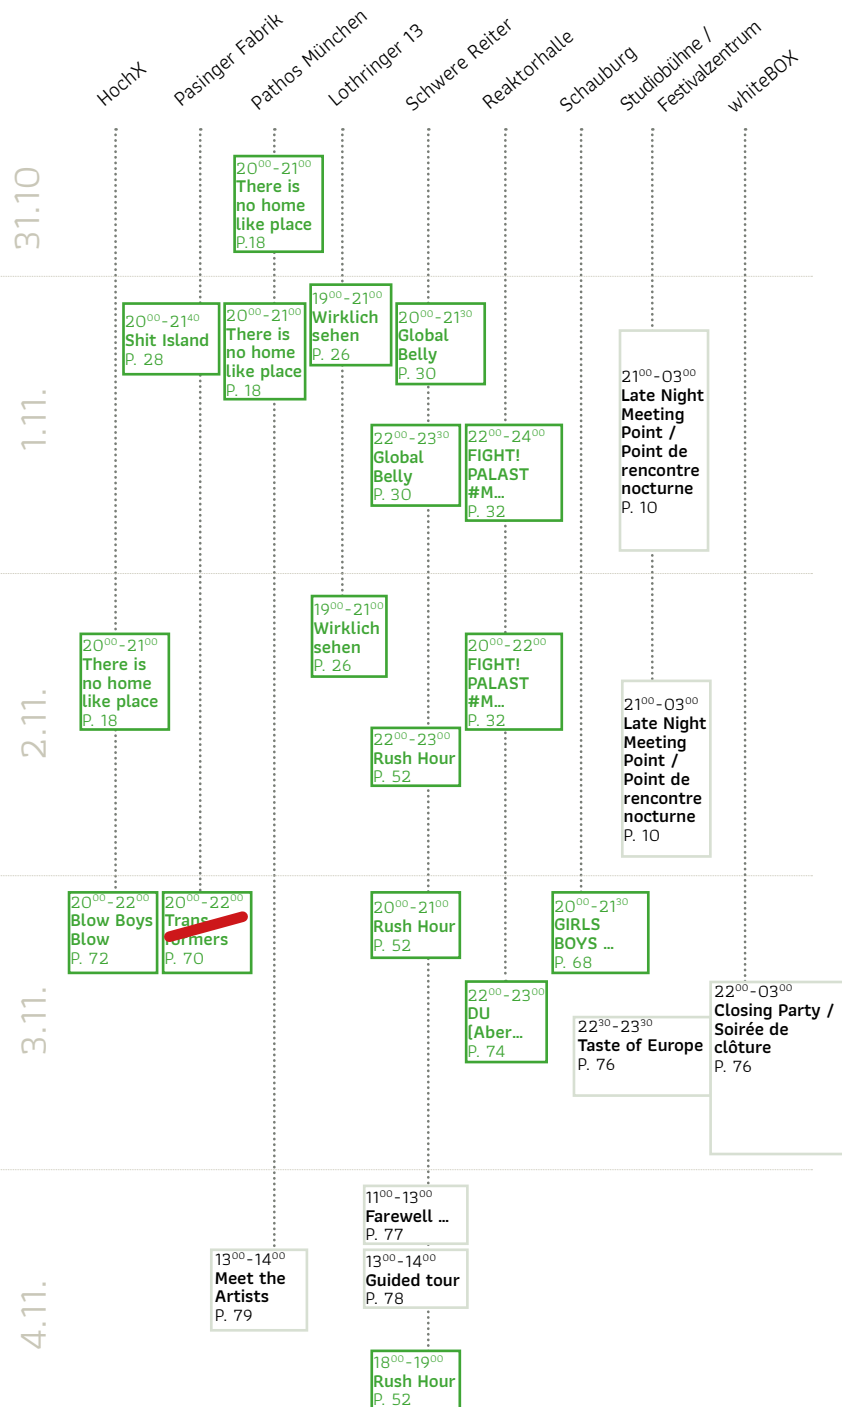 HochX
Pasinger Fabrik
Pathos München
Lothringer 13
Schwere Reiter
Reaktorhalle
Schauburg
Studiobühne /
Festivalzentrum
whiteBOX
31.10
20⁰⁰-21⁰⁰
There is
no home
like place
P.18
1.11.
20⁰⁰-21⁴⁰
Shit Island
P. 28
20⁰⁰-21⁰⁰
There is
no home
like place
P. 18
19⁰⁰-21⁰⁰
Wirklich
sehen
P. 26
20⁰⁰-21³⁰
Global
Belly
P. 30
22⁰⁰-23³⁰
Global
Belly
P. 30
22⁰⁰-24⁰⁰
FIGHT!
PALAST
#M...
P. 32
21⁰⁰-03⁰⁰
Late Night
Meeting
Point /
Point de
rencontre
nocturne
P. 10
2.11.
20⁰⁰-21⁰⁰
There is
no home
like place
P. 18
19⁰⁰-21⁰⁰
Wirklich
sehen
P. 26
22⁰⁰-23⁰⁰
Rush Hour
P. 52
20⁰⁰-22⁰⁰
FIGHT!
PALAST
#M...
P. 32
21⁰⁰-03⁰⁰
Late Night
Meeting
Point /
Point de
rencontre
nocturne
P. 10
3.11.
20⁰⁰-22⁰⁰
Blow Boys
Blow
P. 72
20⁰⁰-22⁰⁰
Trans
formers
P. 70
20⁰⁰-21⁰⁰
Rush Hour
P. 52
22⁰⁰-23⁰⁰
DU
[Aber...
P. 74
20⁰⁰-21³⁰
GIRLS
BOYS ...
P. 68
22³⁰-23³⁰
Taste of Europe
P. 76
22⁰⁰-03⁰⁰
Closing Party /
Soirée de
clôture
P. 76
4.11.
13⁰⁰-14⁰⁰
Meet the
Artists
P. 79
11⁰⁰-13⁰⁰
Farewell ...
P. 77
13⁰⁰-14⁰⁰
Guided tour
P. 78
18⁰⁰-19⁰⁰
Rush Hour
P. 52